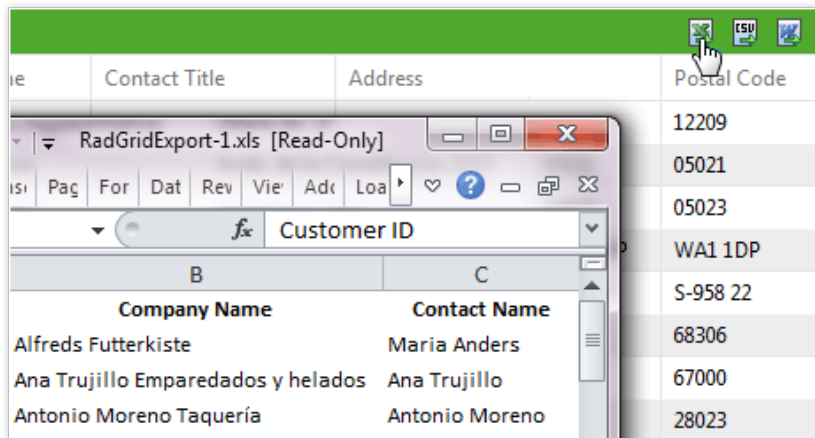 CSV
Contact Title Address Postal Code
12209
RadGridExport-1.xls [Read-Only]
05021
Pag For Dat Rev Vie Add Loa
05023
fx Customer ID
WA1 1DP
B C
S-958 22
Company Name Contact Name
68306
Alfreds Futterkiste Maria Anders
67000
Ana Trujillo Emparedados y helados Ana Trujillo
28023
Antonio Moreno Taquería Antonio Moreno